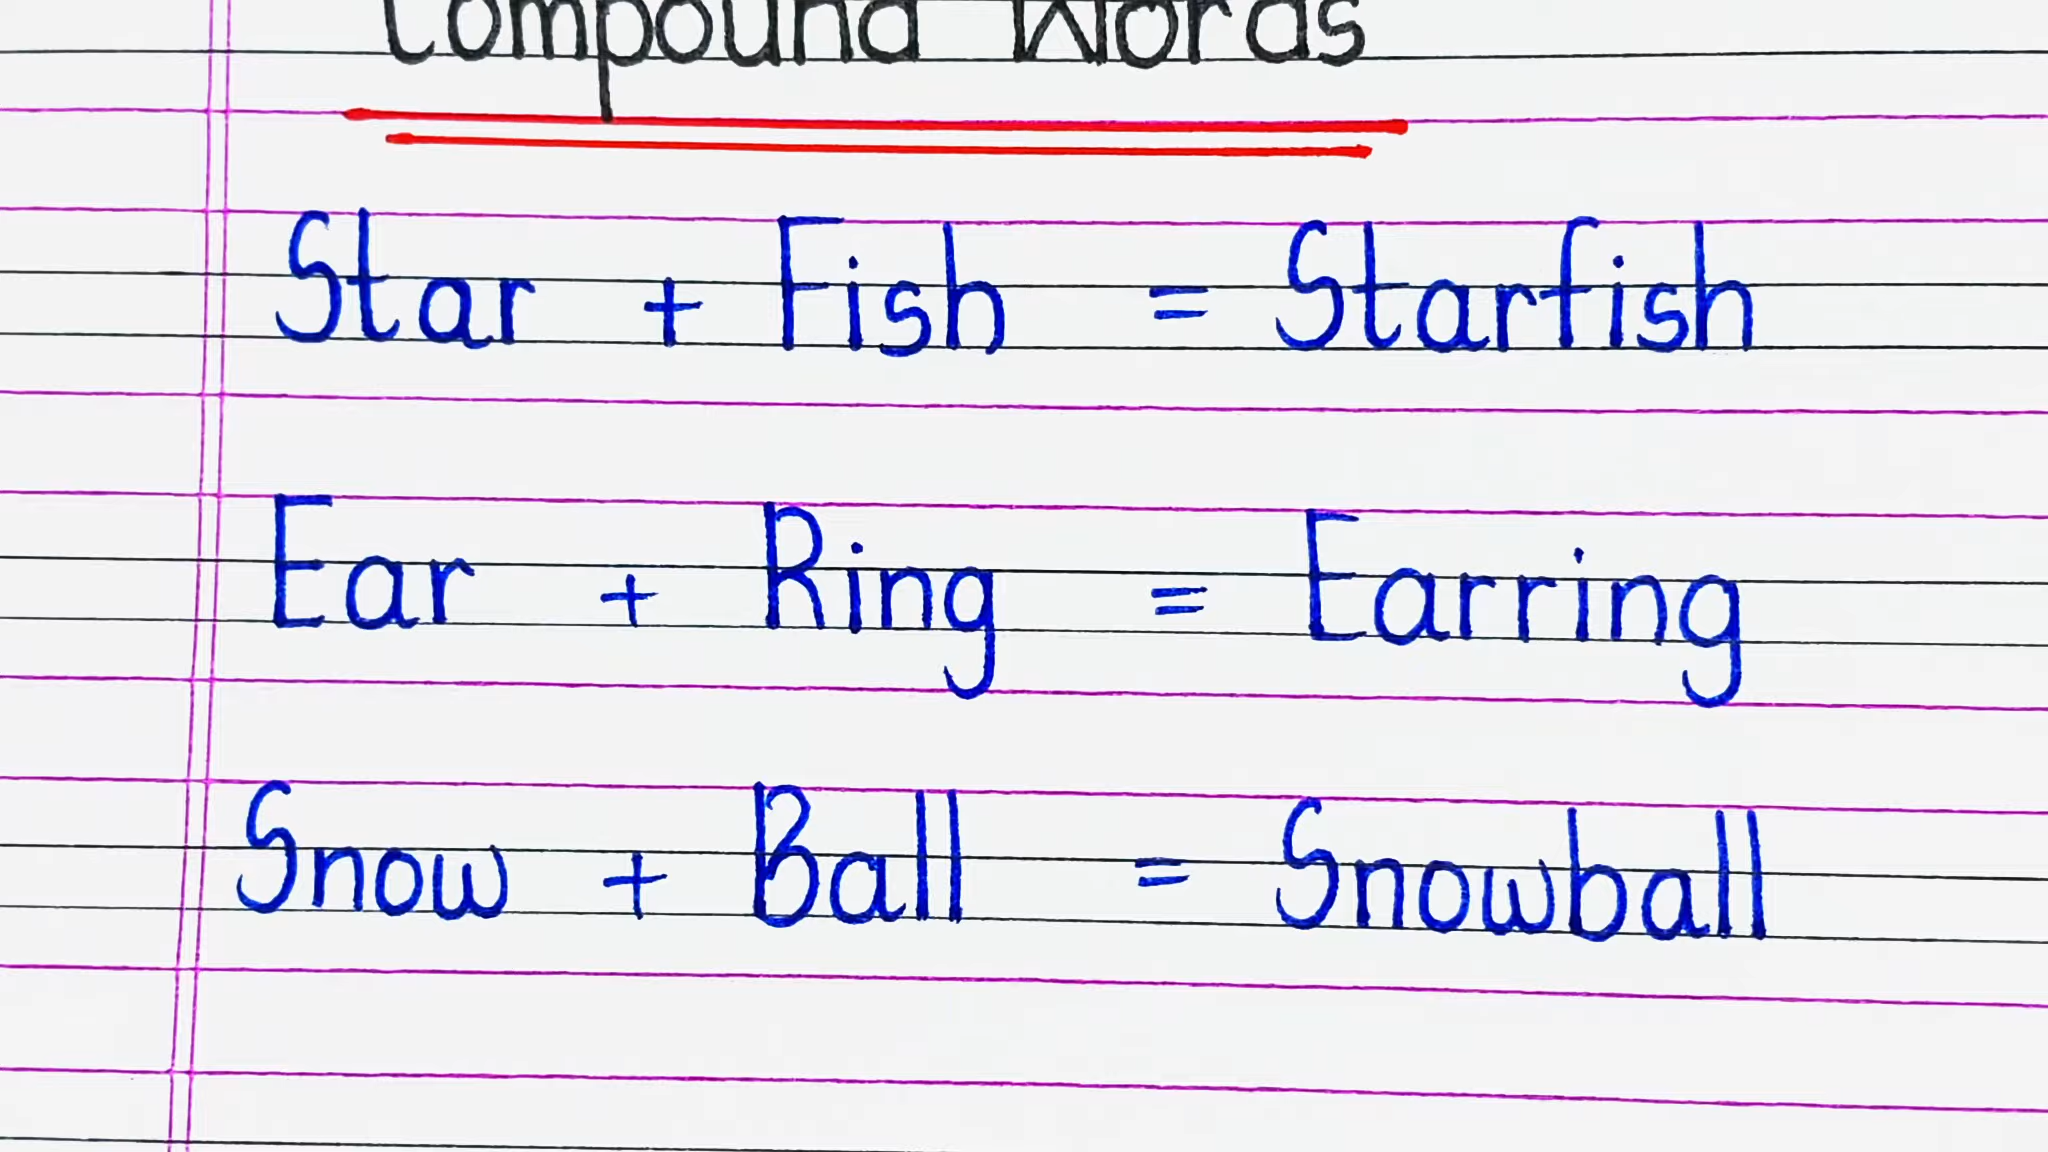 Compound Words
Star + Fish = Starfish
Ear + Ring = Earring
Snow + Ball = Snowball